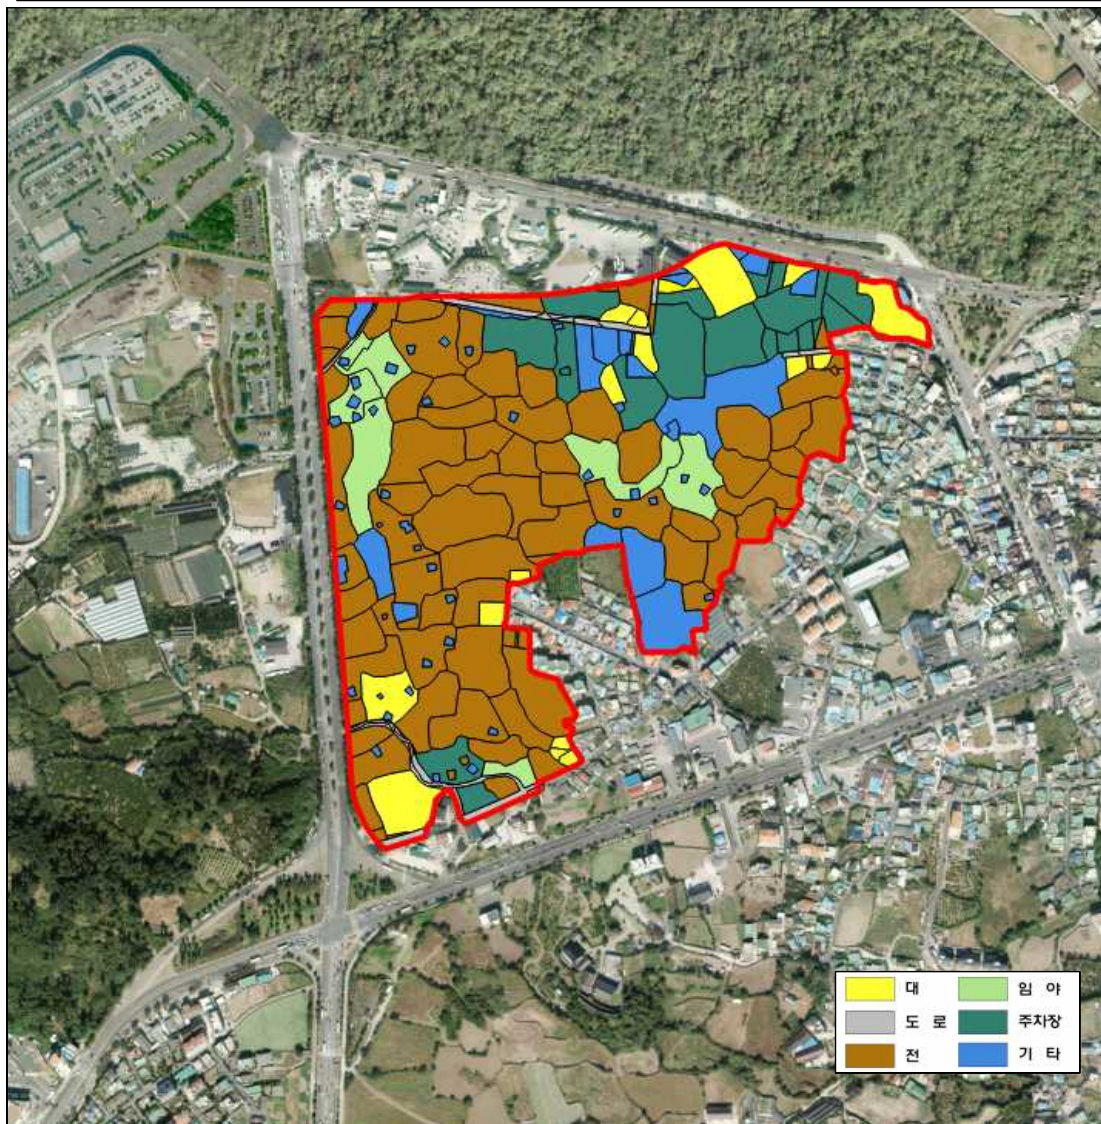 대 임 야
도 로 주차장
전 기 타